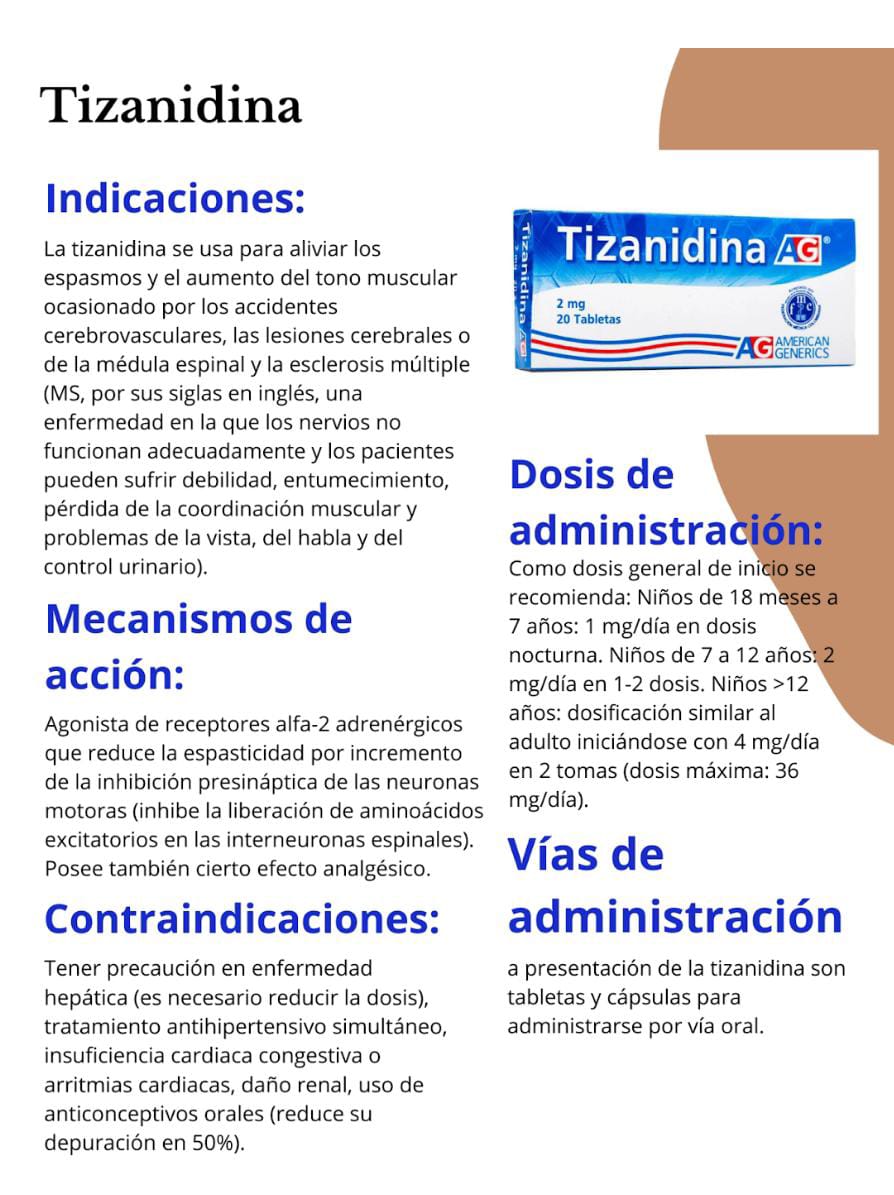 Tizanidina
Indicaciones:
La tizanidina se usa para aliviar los
espasmos y el aumento del tono muscular
ocasionado por los accidentes
cerebrovasculares, las lesiones cerebrales o
de la médula espinal y la esclerosis múltiple
(MS, por sus siglas en inglés, una
enfermedad en la que los nervios no
funcionan adecuadamente y los pacientes
pueden sufrir debilidad, entumecimiento,
pérdida de la coordinación muscular y
problemas de la vista, del habla y del
control urinario).
Mecanismos de
acción:
Agonista de receptores alfa-2 adrenérgicos
que reduce la espasticidad por incremento
de la inhibición presináptica de las neuronas
motoras (inhibe la liberación de aminoácidos
excitatorios en las interneuronas espinales).
Posee también cierto efecto analgésico.
Contraindicaciones:
Tener precaución en enfermedad
hepática (es necesario reducir la dosis),
tratamiento antihipertensivo simultáneo,
insuficiencia cardiaca congestiva o
arritmias cardiacas, daño renal, uso de
anticonceptivos orales (reduce su
depuración en 50%).
Tizanidina AG®
2 mg
20 Tabletas
AG AMERICAN
GENERICS
Tizanidina AG
Dosis de
administración:
Como dosis general de inicio se
recomienda: Niños de 18 meses a
7 años: 1 mg/día en dosis
nocturna. Niños de 7 a 12 años: 2
mg/día en 1-2 dosis. Niños >12
años: dosificación similar al
adulto iniciándose con 4 mg/día
en 2 tomas (dosis máxima: 36
mg/día).
Vías de
administración
a presentación de la tizanidina son
tabletas y cápsulas para
administrarse por vía oral.